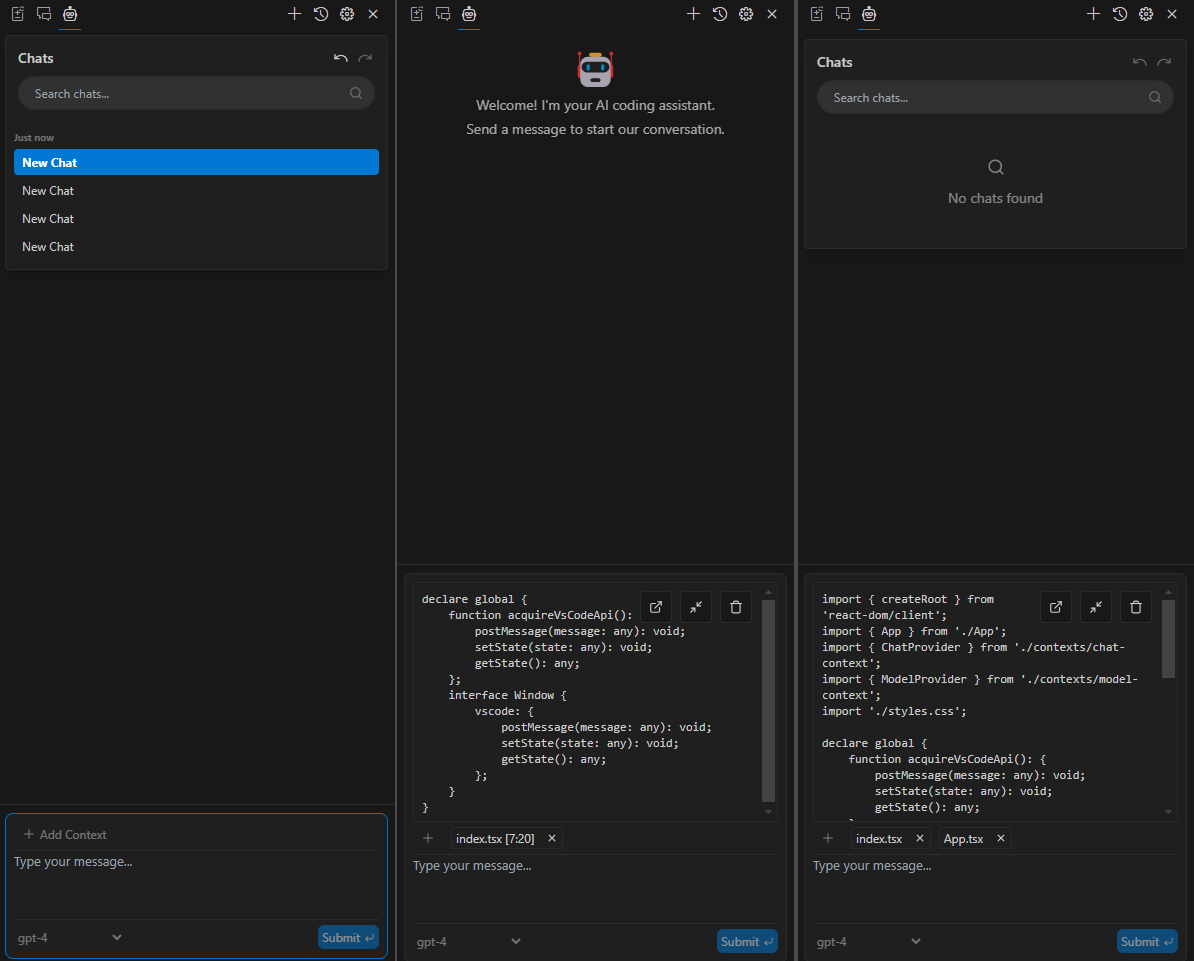 Chats
Search chats...
Just now
New Chat
New Chat
New Chat
New Chat
Add Context
Type your message...
gpt-4
Submit
Welcome! I'm your AI coding assistant.
Send a message to start our conversation.
declare global {
    function acquireVsCodeApi():
        postMessage(message: any): void;
        setState(state: any): void;
        getState(): any;
    };
    interface Window {
        vscode: {
            postMessage(message: any): void;
            setState(state: any): void;
            getState(): any;
        };
    }
}
index.tsx [7:20]
Type your message...
gpt-4
Submit
Chats
Search chats...
No chats found
import { createRoot } from
'react-dom/client';
import { App } from './App';
import { ChatProvider } from './contexts/chat-
context';
import { ModelProvider } from './contexts/model-
context';
import './styles.css';
declare global {
    function acquireVsCodeApi(): {
        postMessage(message: any): void;
        setState(state: any): void;
        getState(): any;
index.tsx
App.tsx
Type your message...
gpt-4
Submit